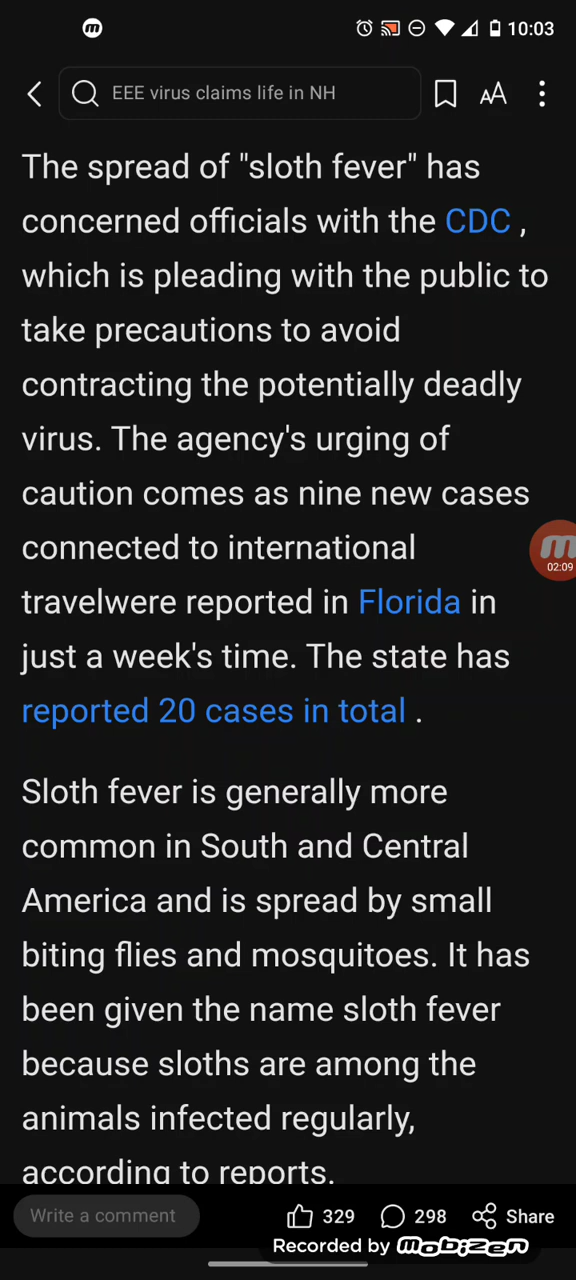 m
10:03
EEE virus claims life in NH
AA
The spread of "sloth fever" has
concerned officials with the CDC ,
which is pleading with the public to
take precautions to avoid
contracting the potentially deadly
virus. The agency's urging of
caution comes as nine new cases
connected to international
m
02:09
travelwere reported in Florida in
just a week's time. The state has
reported 20 cases in total .
Sloth fever is generally more
common in South and Central
America and is spread by small
biting flies and mosquitoes. It has
been given the name sloth fever
because sloths are among the
animals infected regularly,
according to reports.
Write a comment
329
298
Share
Recorded by mobizen